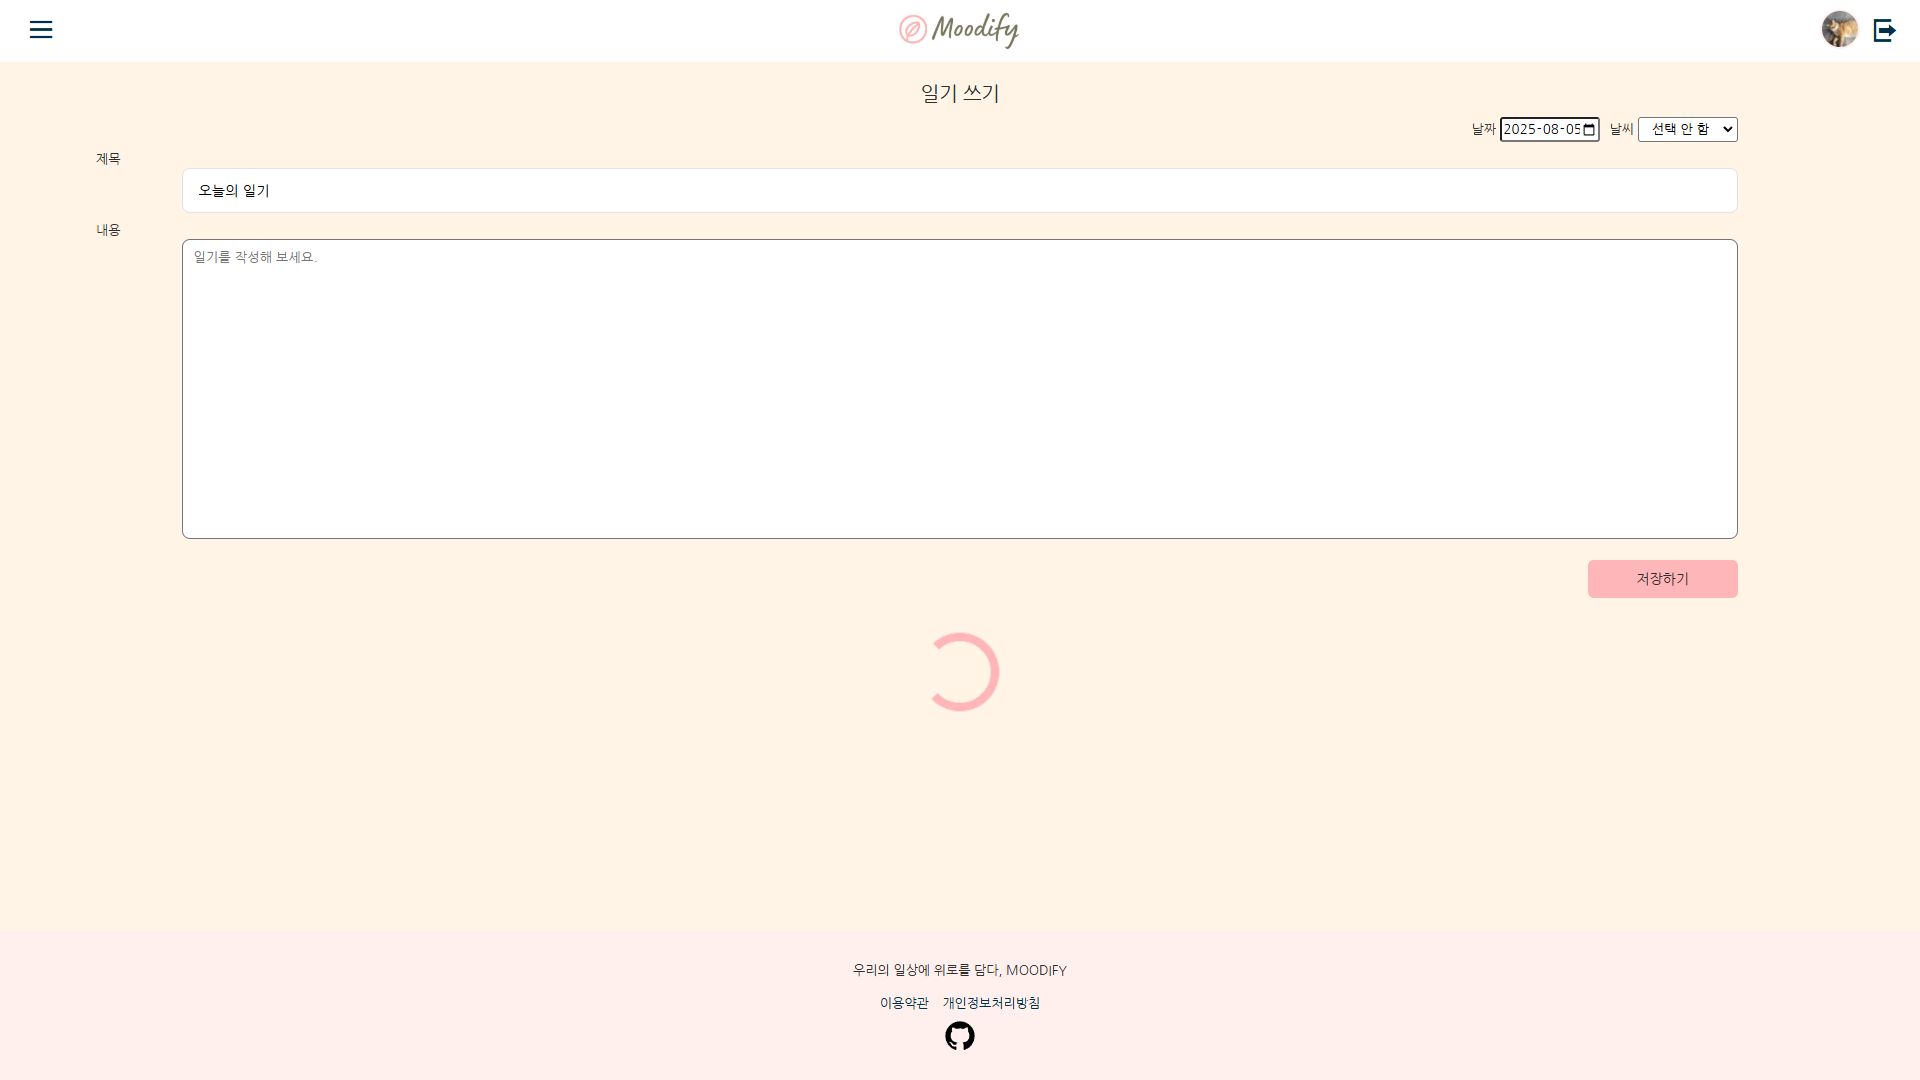 Moodify
일기 쓰기
날짜 2025-08-05 날씨 선택 안 함
제목
오늘의 일기
내용
일기를 작성해 보세요.
저장하기
우리의 일상에 위로를 담다, MOODIFY
이용약관 개인정보처리방침